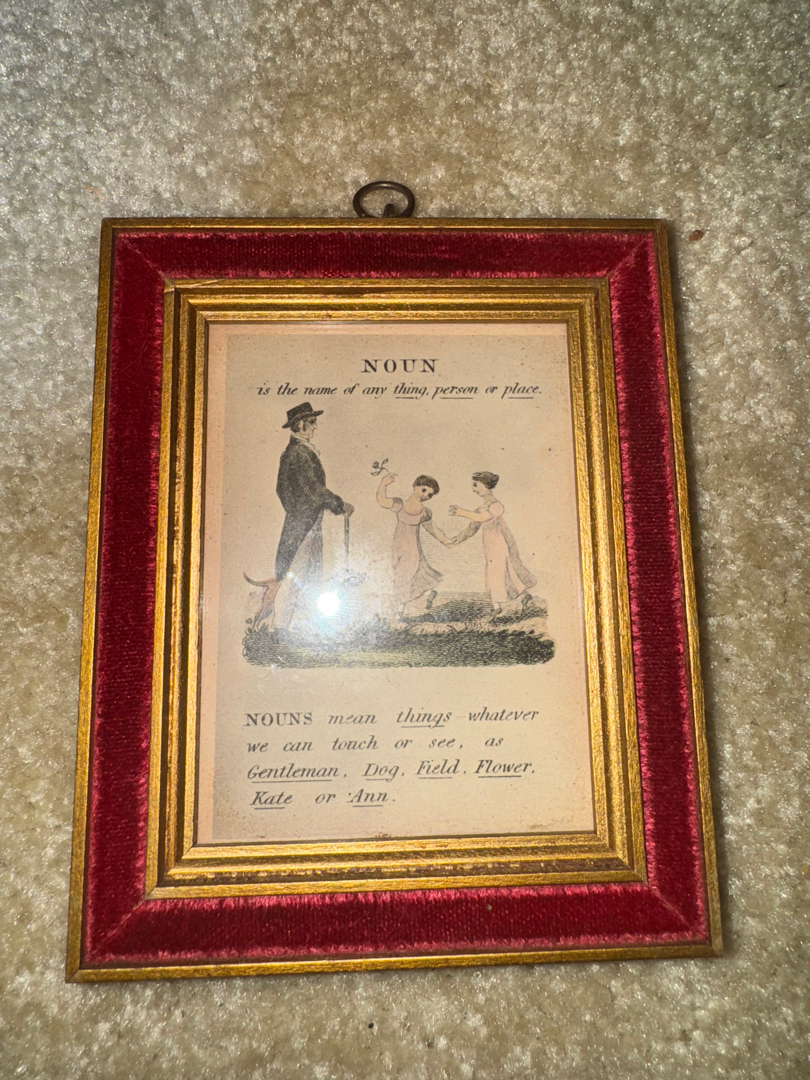 NOUN
is the name of any thing, person or place.
NOUNS mean things whatever
we can touch or see, as
Gentleman, Dog, Field, Flower,
Kate or Ann.